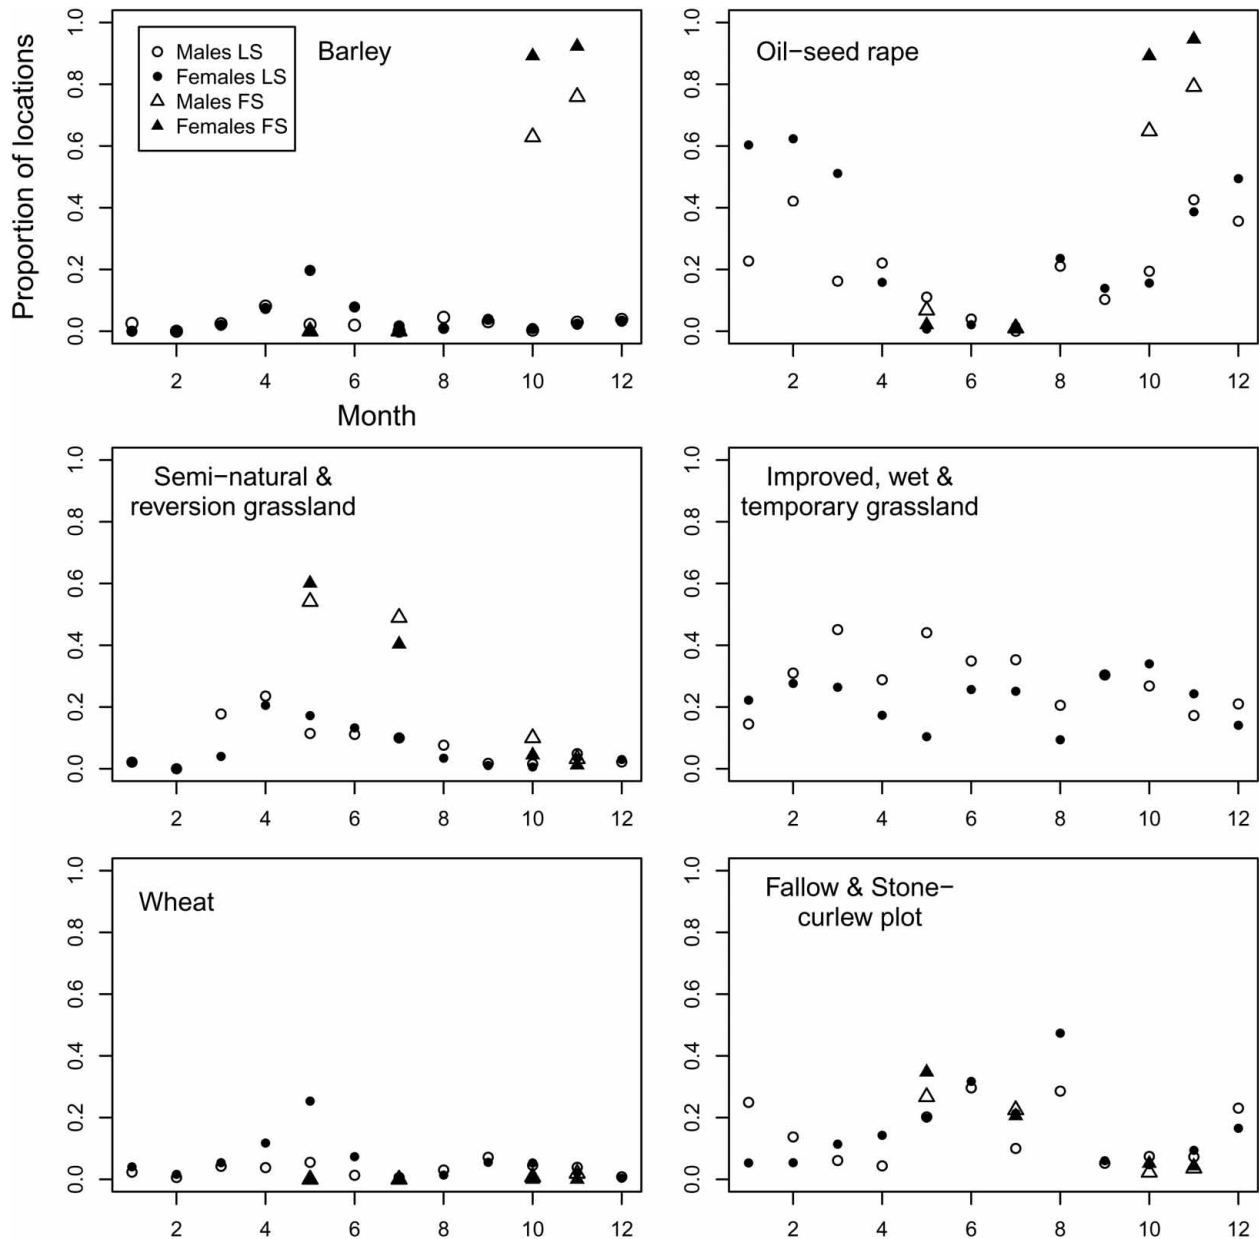 Proportion of locations
0.0 0.2 0.4 0.6 0.8 1.0
Males LS
Females LS
Males FS
Females FS
Barley
2 4 6 8 10 12
Month
0.0 0.2 0.4 0.6 0.8 1.0
Oil−seed rape
2 4 6 8 10 12
0.0 0.2 0.4 0.6 0.8 1.0
Semi−natural &
reversion grassland
2 4 6 8 10 12
0.0 0.2 0.4 0.6 0.8 1.0
Improved, wet &
temporary grassland
2 4 6 8 10 12
0.0 0.2 0.4 0.6 0.8 1.0
Wheat
2 4 6 8 10 12
0.0 0.2 0.4 0.6 0.8 1.0
Fallow & Stone−
curlew plot
2 4 6 8 10 12